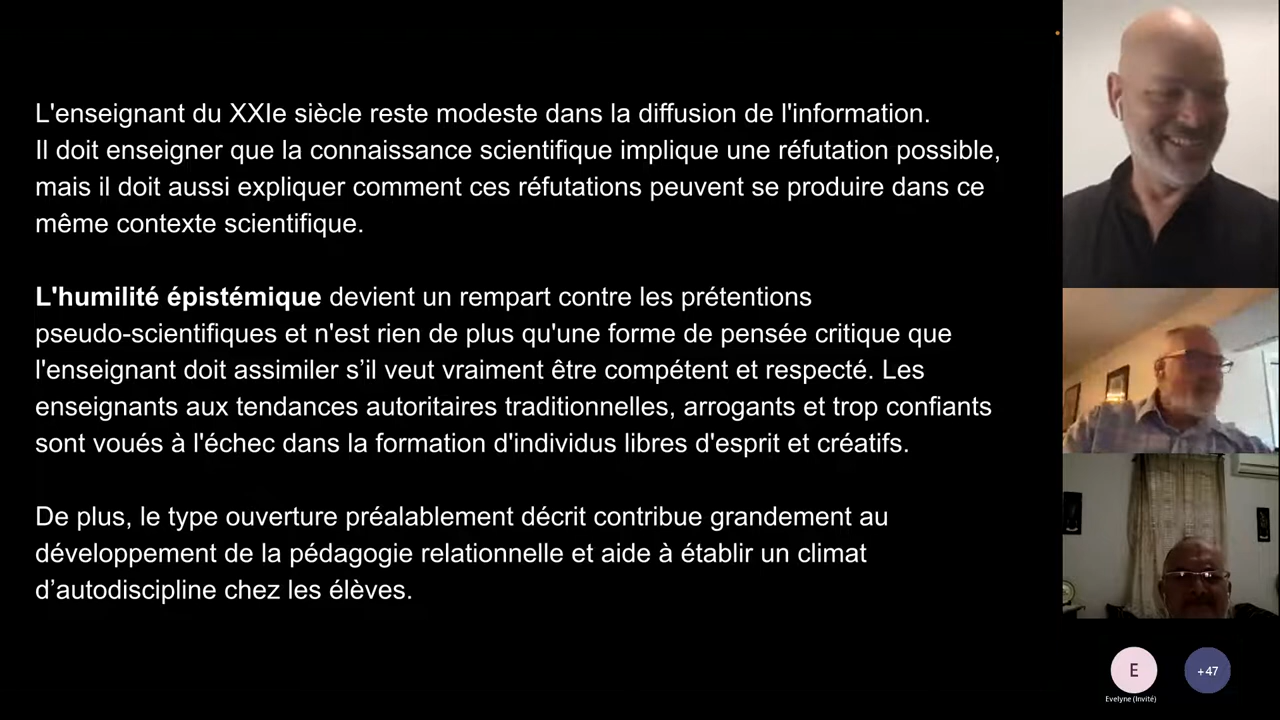 L'enseignant du XXIe siècle reste modeste dans la diffusion de l'information.
Il doit enseigner que la connaissance scientifique implique une réfutation possible,
mais il doit aussi expliquer comment ces réfutations peuvent se produire dans ce
même contexte scientifique.
L'humilité épistémique devient un rempart contre les prétentions
pseudo-scientifiques et n'est rien de plus qu'une forme de pensée critique que
l'enseignant doit assimiler s’il veut vraiment être compétent et respecté. Les
enseignants aux tendances autoritaires traditionnelles, arrogants et trop confiants
sont voués à l'échec dans la formation d'individus libres d'esprit et créatifs.
De plus, le type ouverture préalablement décrit contribue grandement au
développement de la pédagogie relationnelle et aide à établir un climat
d’autodiscipline chez les élèves.
E
+47
Evelyne (Invité)